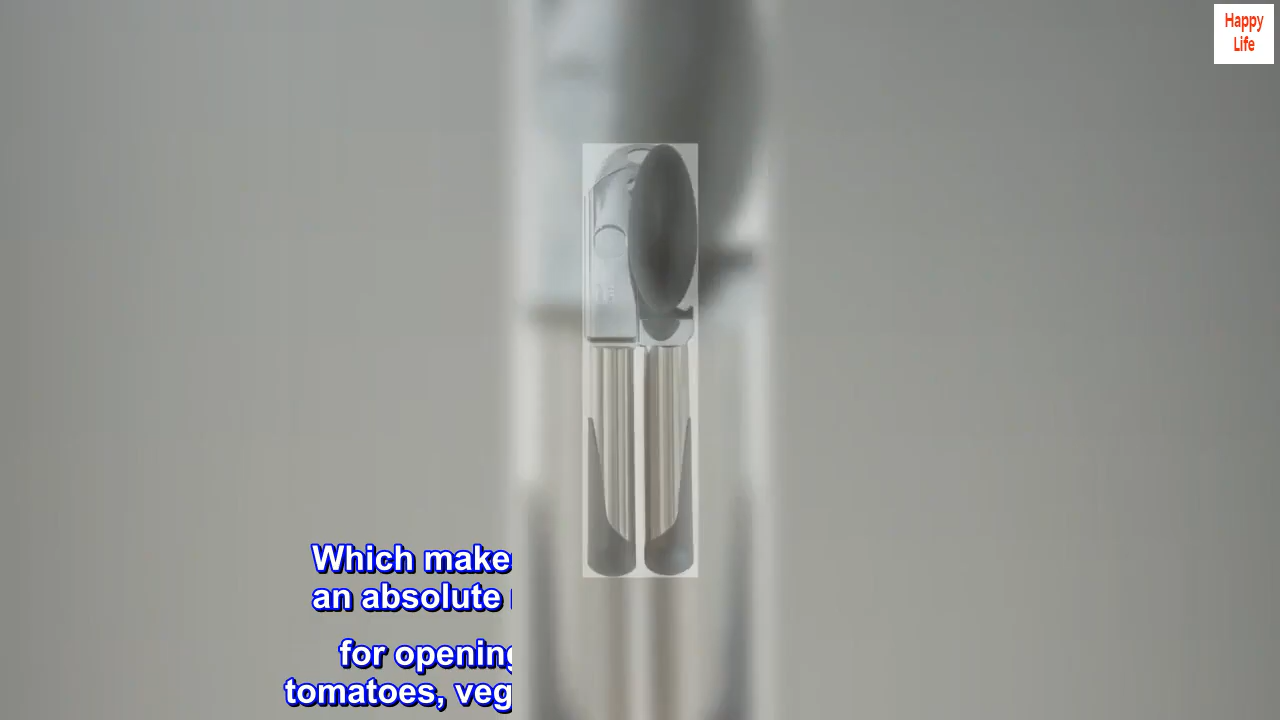 Happy
Life
Which make
an absolute
for opening
tomatoes, veg